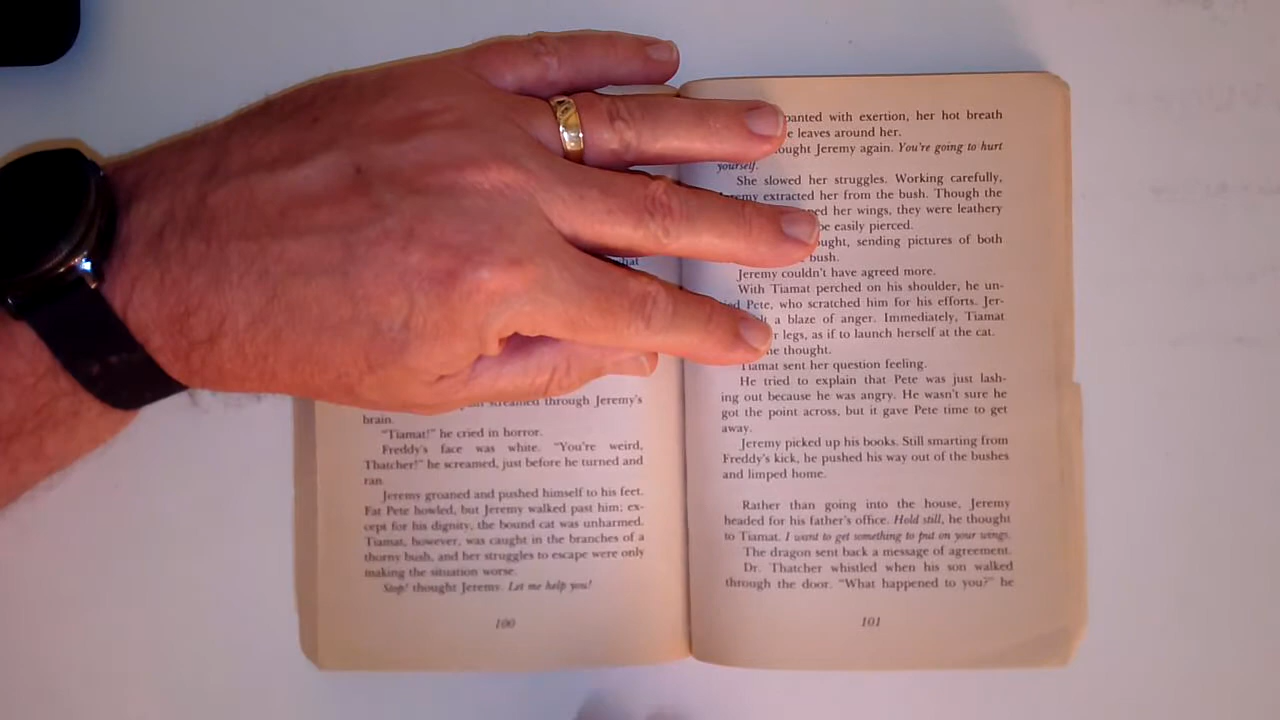 hat
screamed through Jeremy's
brain.
"Tiamat!" he cried in horror.
Freddy's face was white. "You're weird,
Thatcher!" he screamed, just before he turned and
ran.
Jeremy groaned and pushed himself to his feet.
Fat Pete howled, but Jeremy walked past him; ex-
cept for his dignity, the bound cat was unharmed.
Tiamat, however, was caught in the branches of a
thorny bush, and her struggles to escape were only
making the situation worse.
Stop! thought Jeremy. Let me help you!
100
panted with exertion, her hot breath
e leaves around her.
ought Jeremy again. You're going to hurt
yourself.
She slowed her struggles. Working carefully,
Jeremy extracted her from the bush. Though the
ed her wings, they were leathery
be easily pierced.
ught, sending pictures of both
bush.
Jeremy couldn't have agreed more.
With Tiamat perched on his shoulder, he un-
ied Pete, who scratched him for his efforts. Jer-
lt a blaze of anger. Immediately, Tiamat
r legs, as if to launch herself at the cat.
he thought.
Tiamat sent her question feeling.
He tried to explain that Pete was just lash-
ing out because he was angry. He wasn't sure he
got the point across, but it gave Pete time to get
away.
Jeremy picked up his books. Still smarting from
Freddy's kick, he pushed his way out of the bushes
and limped home.
Rather than going into the house, Jeremy
headed for his father's office. Hold still, he thought
to Tiamat. I want to get something to put on your wings.
The dragon sent back a message of agreement.
Dr. Thatcher whistled when his son walked
through the door. "What happened to you?" he
101